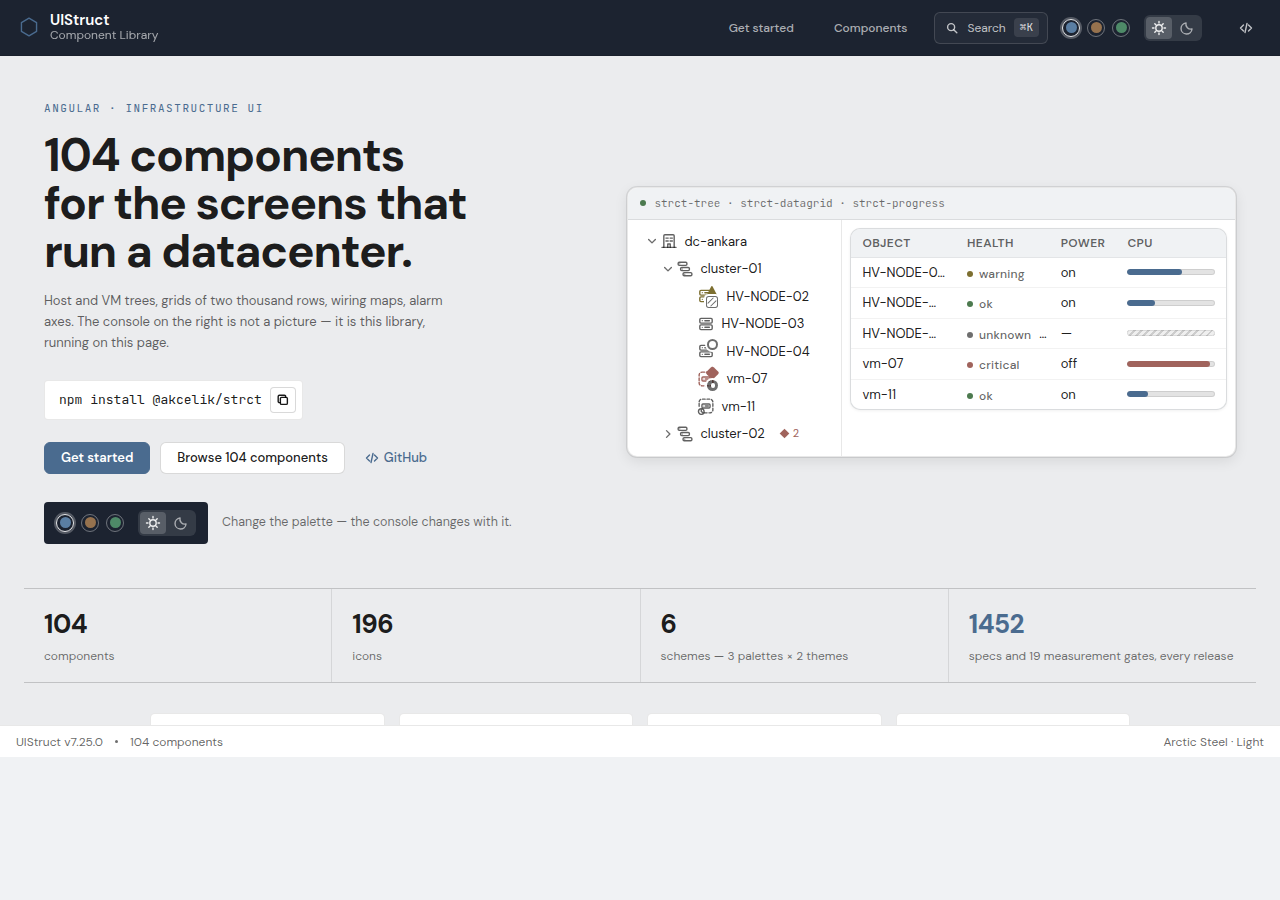 UIStruct
Component Library
Get started
Components
Search ⌘K
ANGULAR · INFRASTRUCTURE UI
104 components
for the screens that
run a datacenter.
Host and VM trees, grids of two thousand rows, wiring maps, alarm
axes. The console on the right is not a picture — it is this library,
running on this page.
npm install @akcelik/strct
Get started
Browse 104 components
GitHub
Change the palette — the console changes with it.
strct-tree · strct-datagrid · strct-progress
dc-ankara
cluster-01
HV-NODE-02
HV-NODE-03
HV-NODE-04
vm-07
vm-11
cluster-02 2
OBJECT HEALTH POWER CPU
HV-NODE-0… warning on
HV-NODE-… ok on
HV-NODE-… unknown … —
vm-07 critical off
vm-11 ok on
104
components
196
icons
6
schemes — 3 palettes × 2 themes
1452
specs and 19 measurement gates, every release
UIStruct v7.25.0 • 104 components
Arctic Steel · Light